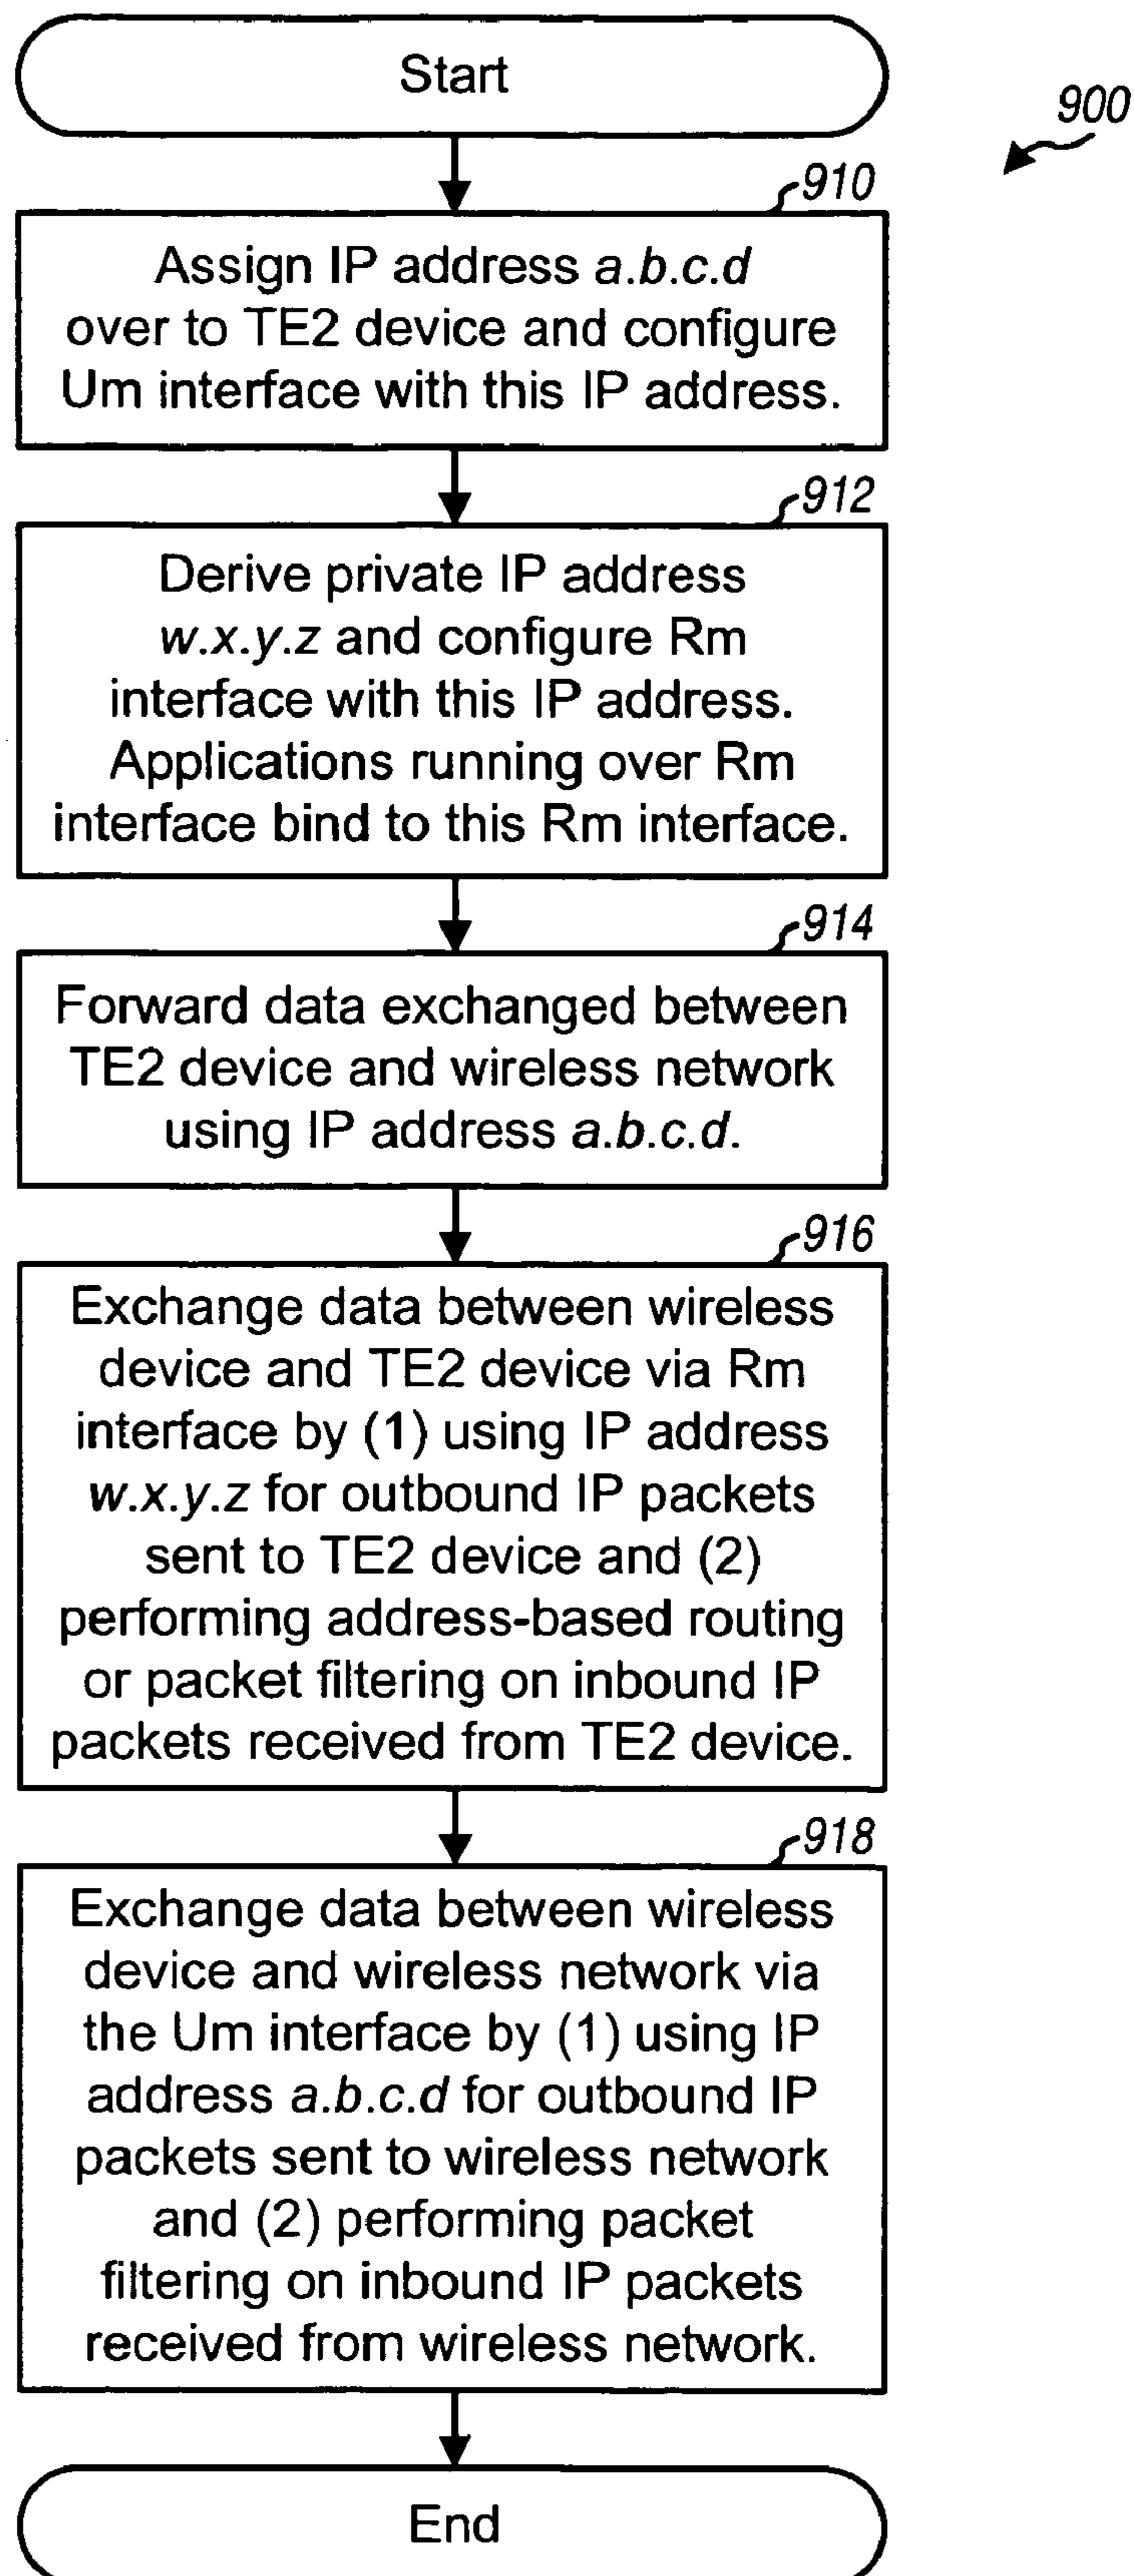 Start
900
910
Assign IP address a.b.c.d
over to TE2 device and configure
Um interface with this IP address.
912
Derive private IP address
w.x.y.z and configure Rm
interface with this IP address.
Applications running over Rm
interface bind to this Rm interface.
914
Forward data exchanged between
TE2 device and wireless network
using IP address a.b.c.d.
916
Exchange data between wireless
device and TE2 device via Rm
interface by (1) using IP address
w.x.y.z for outbound IP packets
sent to TE2 device and (2)
performing address-based routing
or packet filtering on inbound IP
packets received from TE2 device.
918
Exchange data between wireless
device and wireless network via
the Um interface by (1) using IP
address a.b.c.d for outbound IP
packets sent to wireless network
and (2) performing packet
filtering on inbound IP packets
received from wireless network.
End